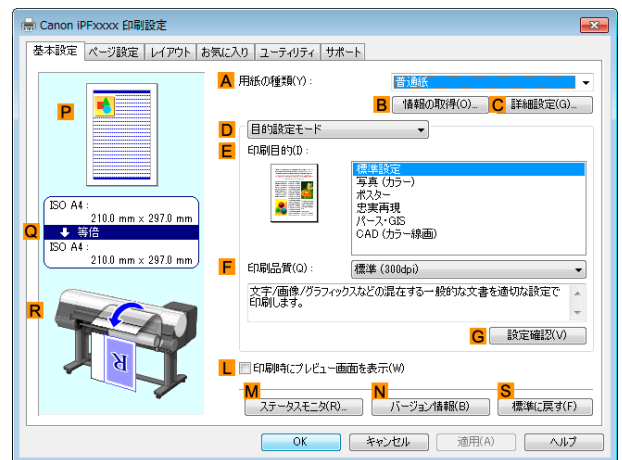 Canon iPFxxxx 印刷設定
基本設定 ページ設定 レイアウト お気に入り ユーティリティ サポート
A 用紙の種類(Y) : 普通紙
B 情報の取得(O)... C 詳細設定(G)...
P
D 目的設定モード
E 印刷目的(I) :
標準設定
写真 (カラー)
ポスター
忠実再現
パース・GIS
CAD (カラー線画)
ISO A4 :
210.0 mm x 297.0 mm
Q 等倍
ISO A4 :
210.0 mm x 297.0 mm
F 印刷品質(Q) : 標準 (300dpi)
文字/画像/グラフィックスなどの混在する一般的な文書を適切な設定で
印刷します。
R
G 設定確認(V)
R
L 印刷時にプレビュー画面を表示(W)
M N S
ステータスモニタ(R)... バージョン情報(B) 標準に戻す(F)
OK キャンセル 適用(A) ヘルプ